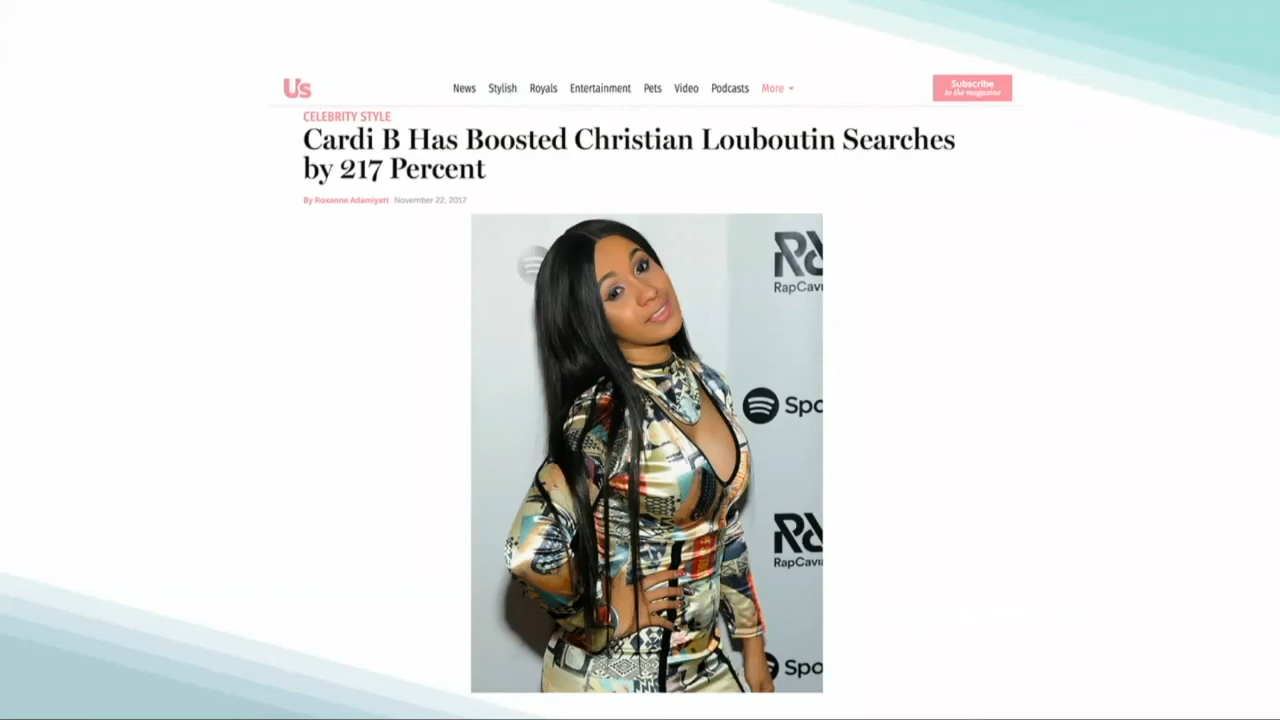 Us
News Stylish Royals Entertainment Pets Video Podcasts More
Subscribe
to the magazine
CELEBRITY STYLE
Cardi B Has Boosted Christian Louboutin Searches
by 217 Percent
By Roxanne Adamiyatt November 22, 2017
RapCavi
Spo
RapCavi
Spo